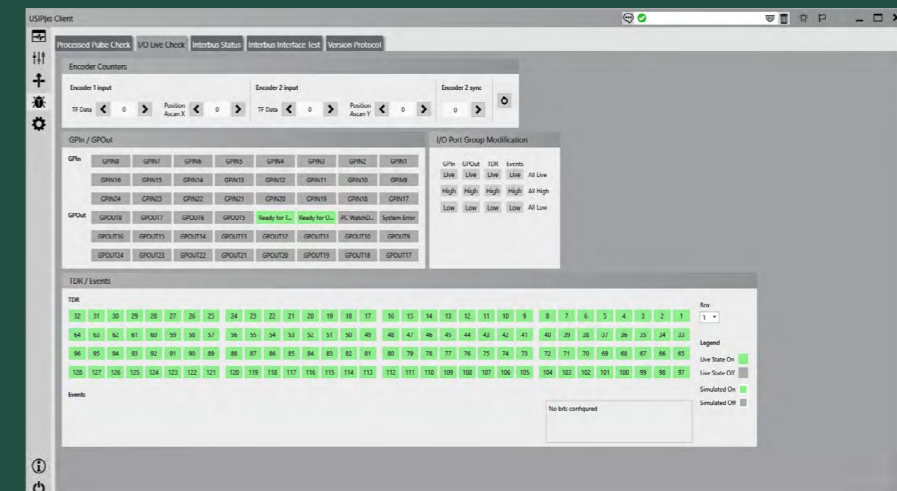 USIPJxs Client
Processed Pulse Check I/O Live Check Interbus Status Interbus Interface Test Version Protocol
Encoder Counters
Encoder 1 input Encoder 2 input Encoder 2 sync
TF Data 0 Position Ascan X 0 TF Data 0 Position Ascan Y 0 0
GPIn / GPOut I/O Port Group Modification
GPIn GPIN8 GPIN7 GPIN6 GPIN5 GPIN4 GPIN3 GPIN2 GPIN1 GPIn GPOut TDR Events
GPIN16 GPIN15 GPIN14 GPIN13 GPIN12 GPIN11 GPIN10 GPIN9 Live Live Live Live All Live
GPIN24 GPIN23 GPIN22 GPIN21 GPIN20 GPIN19 GPIN18 GPIN17 High High High High All High
GPOut GPOUT18 GPOUT17 GPOUT16 GPOUT15 Ready for T... Ready for O... PC WatchD... System Error Low Low Low Low All Low
GPOUT16 GPOUT15 GPOUT14 GPOUT13 GPOUT12 GPOUT11 GPOUT10 GPOUT9
GPOUT24 GPOUT23 GPOUT22 GPOUT21 GPOUT20 GPOUT19 GPOUT18 GPOUT17
TDR / Events
TDR Box
32 31 30 29 28 27 26 25 24 23 22 21 20 19 18 17 16 15 14 13 12 11 10 9 8 7 6 5 4 3 2 1 1
64 63 62 61 60 59 58 57 56 55 54 53 52 51 50 49 48 47 46 45 44 43 42 41 40 39 38 37 36 35 34 33
Legend
96 95 94 93 92 91 90 89 88 87 86 85 84 83 82 81 80 79 78 77 76 75 74 73 72 71 70 69 68 67 66 65
Live State On
128 127 126 125 124 123 122 121 120 119 118 117 116 115 114 113 112 111 110 109 108 107 106 105 104 103 102 101 100 99 98 97
Live State Off
Simulated On
Events
Simulated Off
No bits configured